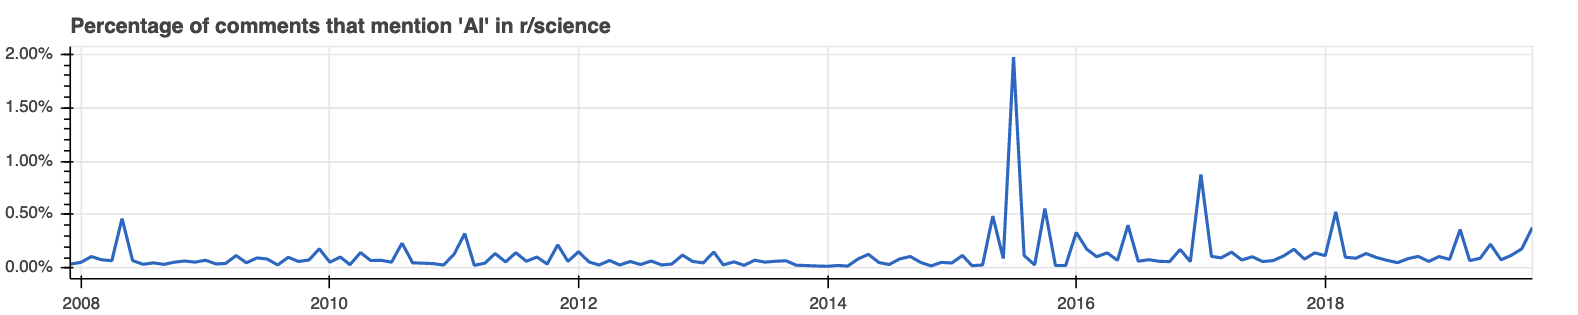 Percentage of comments that mention 'AI' in r/science
2.00%
1.50%
1.00%
0.50%
0.00%
2008 2010 2012 2014 2016 2018